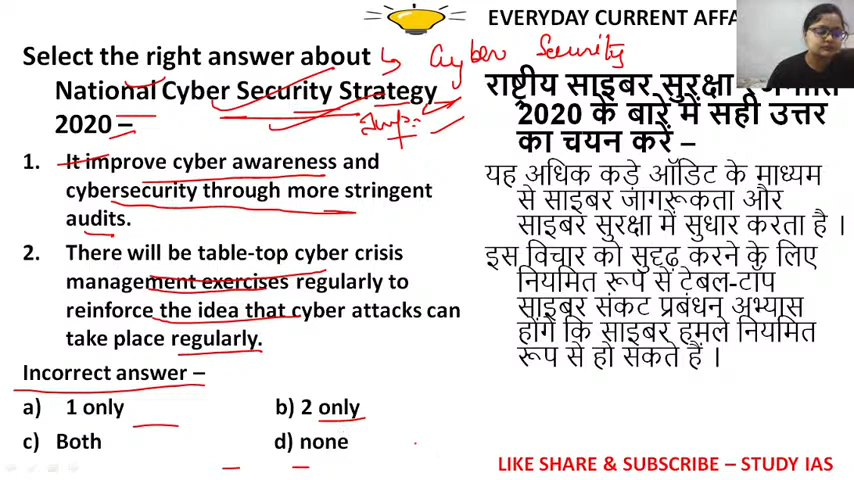 EVERYDAY CURRENT AFFA
Select the right answer about
National Cyber Security Strategy
2020 –
Cyber Security
Imp.
1. It improve cyber awareness and
cybersecurity through more stringent
audits.
2. There will be table-top cyber crisis
management exercises regularly to
reinforce the idea that cyber attacks can
take place regularly.
Incorrect answer –
a) 1 only b) 2 only
c) Both d) none
राष्ट्रीय साइबर सुरक्षा
2020 के बारे में सही उत्तर
का चयन करें –
यह अधिक कड़े ऑडिट के माध्यम
से साइबर जागरूकता और
साइबर सुरक्षा में सुधार करता है ।
इस विचार को सुदृढ़ करने के लिए
नियमित रूप से टेबल-टॉप
साइबर संकट प्रबंधन अभ्यास
होंगे कि साइबर हमले नियमित
रूप से हो सकते हैं ।
LIKE SHARE & SUBSCRIBE – STUDY IAS